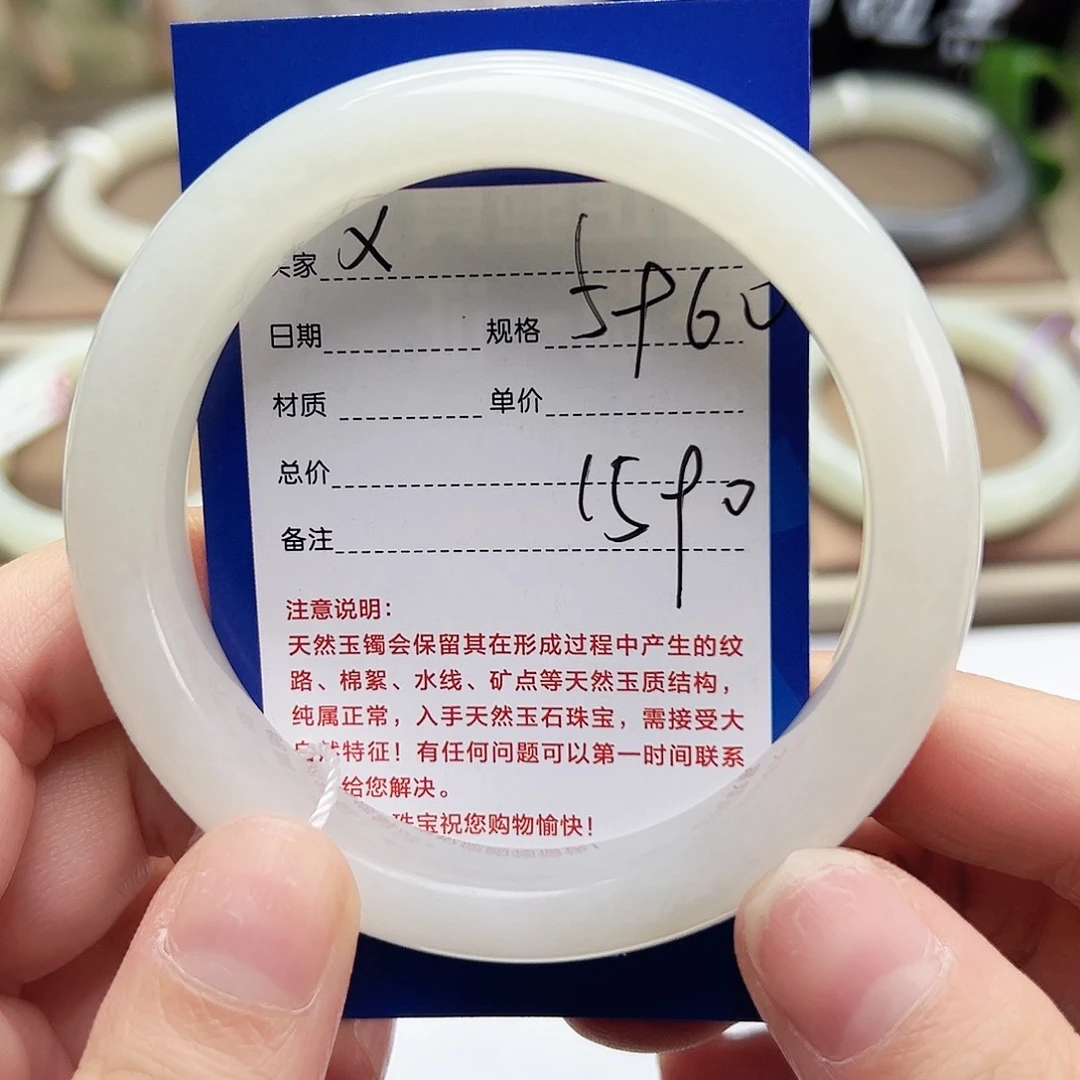 家 X
日期 规格 5960
材质 单价
总价 1590
备注
注意说明：
天然玉镯会保留其在形成过程中产生的纹
路、棉絮、水线、矿点等天然玉质结构，
纯属正常，入手天然玉石珠宝，需接受大
自然特征！有任何问题可以第一时间联系
给您解决。
珠宝祝您购物愉快！